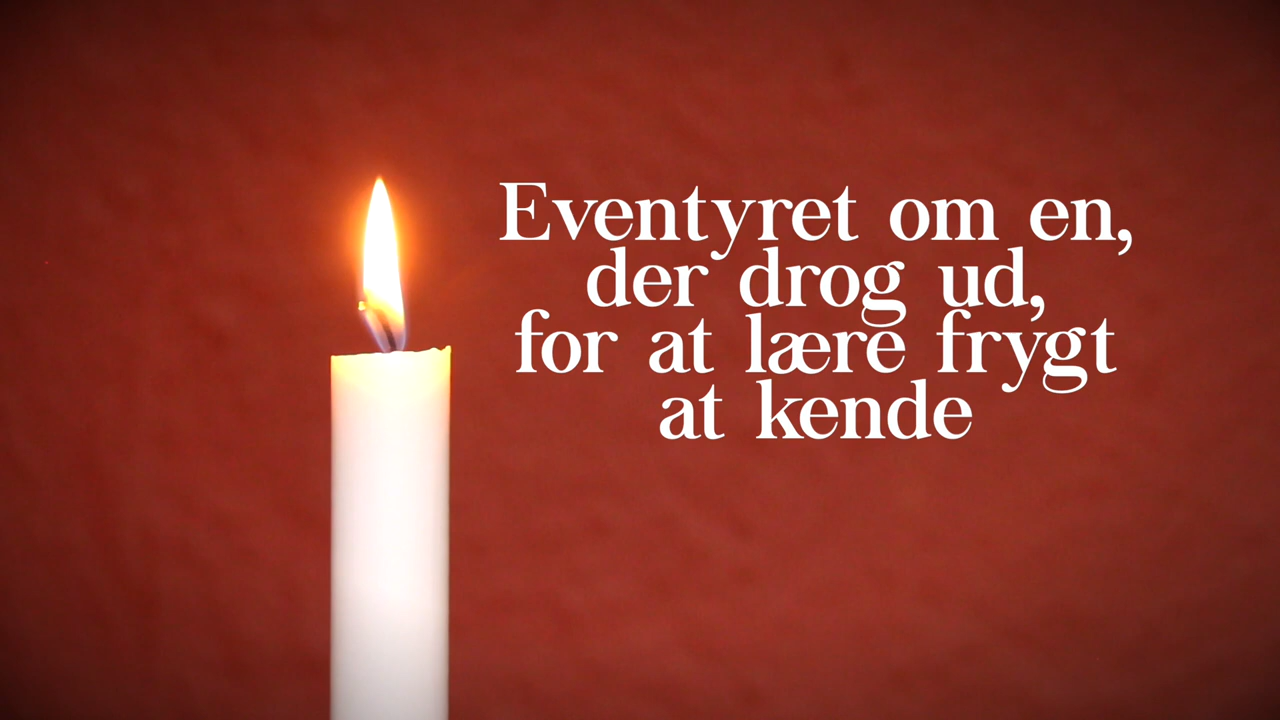 Eventyret om en,
der drog ud,
for at lære frygt
at kende